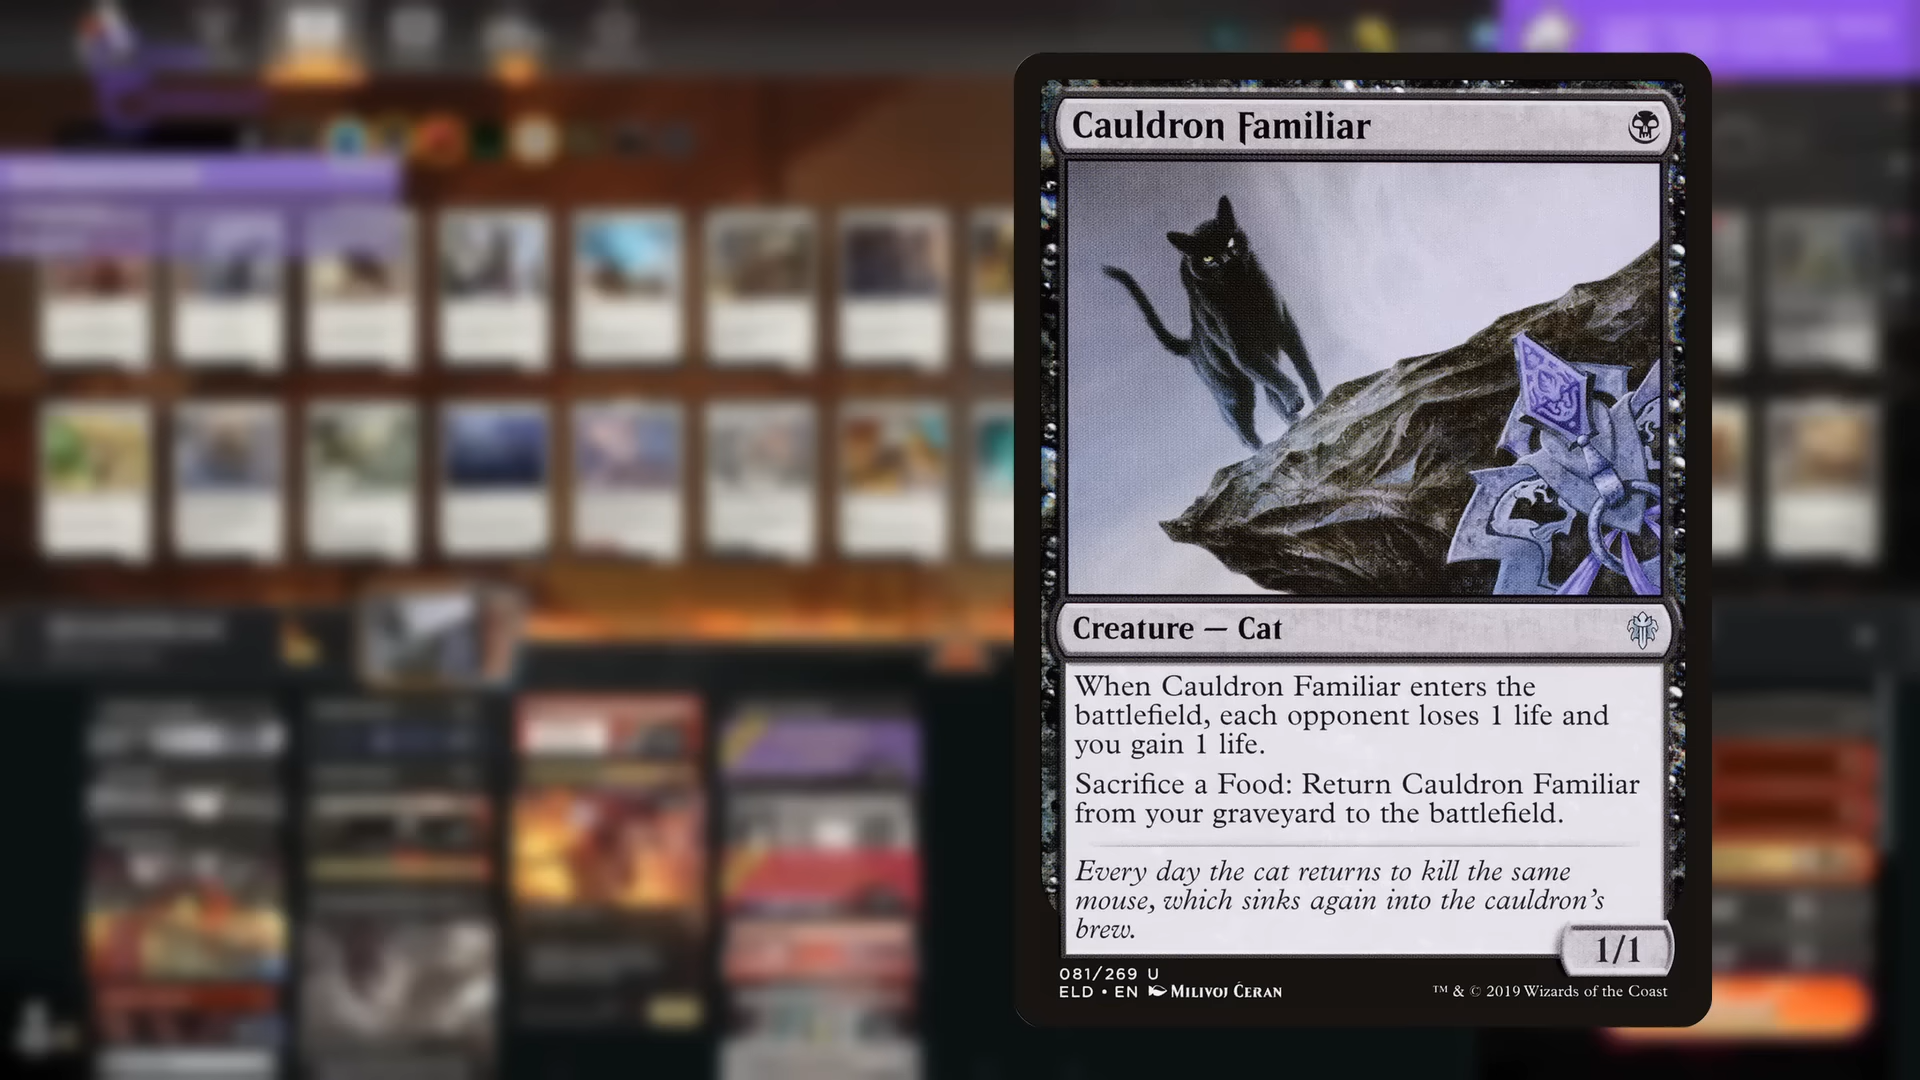 Cauldron Familiar
Creature — Cat
When Cauldron Familiar enters the
battlefield, each opponent loses 1 life and
you gain 1 life.
Sacrifice a Food: Return Cauldron Familiar
from your graveyard to the battlefield.
Every day the cat returns to kill the same
mouse, which sinks again into the cauldron's
brew.
1/1
081/269 U
ELD • EN Milivoj Ćeran
™ & © 2019 Wizards of the Coast